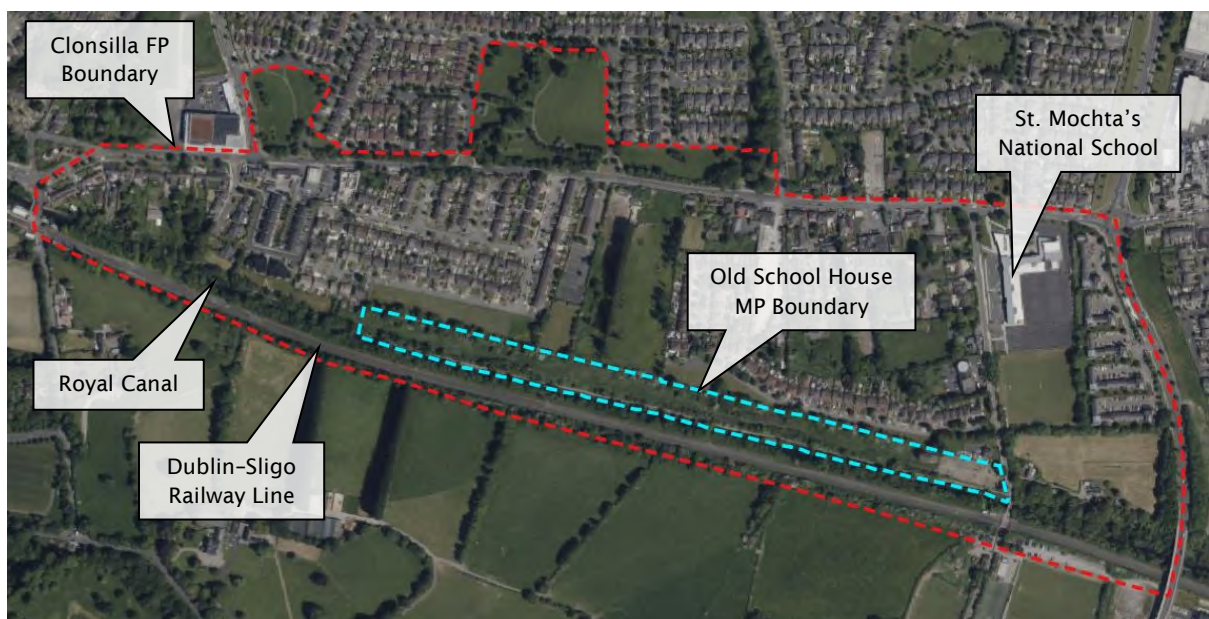 Clonsilla FP
Boundary
St. Mochta's
National School
Old School House
MP Boundary
Royal Canal
Dublin-Sligo
Railway Line